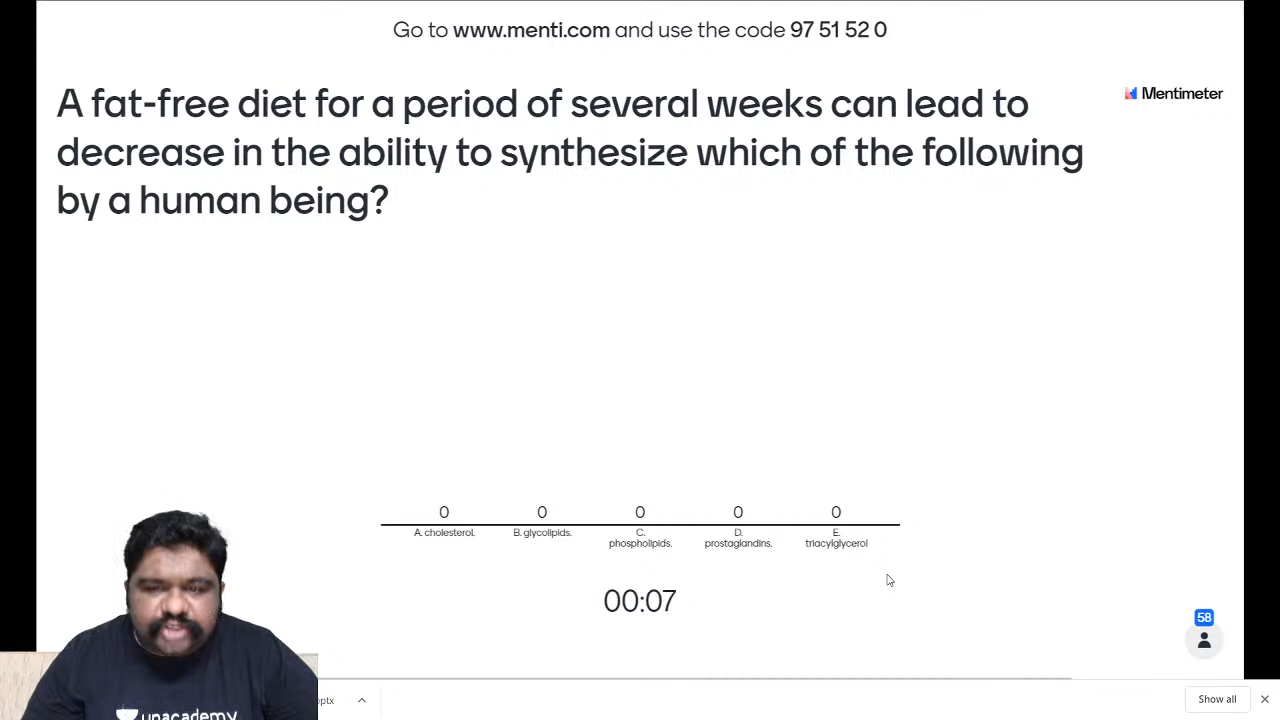 Go to www.menti.com and use the code 97 51 52 0
Mentimeter
A fat-free diet for a period of several weeks can lead to
decrease in the ability to synthesize which of the following
by a human being?
0 0 0 0 0
A. cholesterol. B. glycolipids. C. phospholipids. D. prostaglandins. E. triacylglycerol
00:07
58
unacademy
pptx
Show all